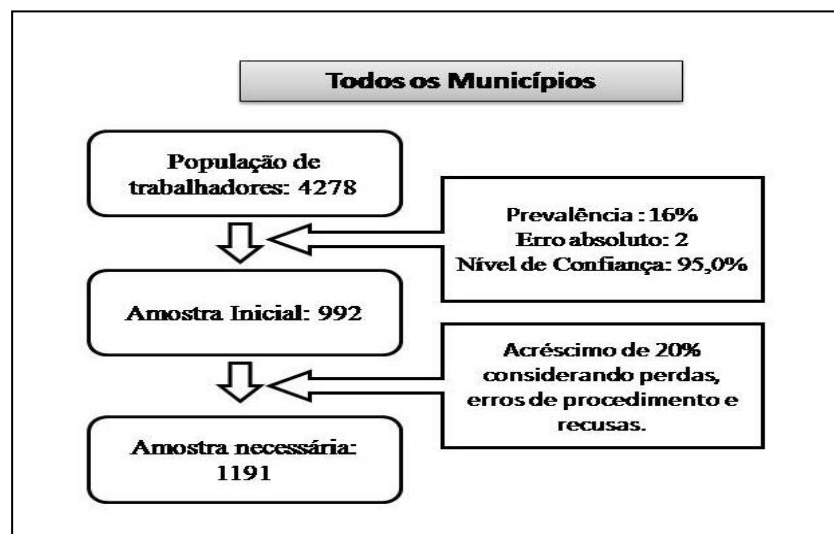 Todos os Municípios
População de
trabalhadores: 4278
Prevalência : 16%
Erro absoluto: 2
Nível de Confiança: 95,0%
Amostra Inicial: 992
Acréscimo de 20%
considerando perdas,
erros de procedimento e
recusas.
Amostra necessária:
1191